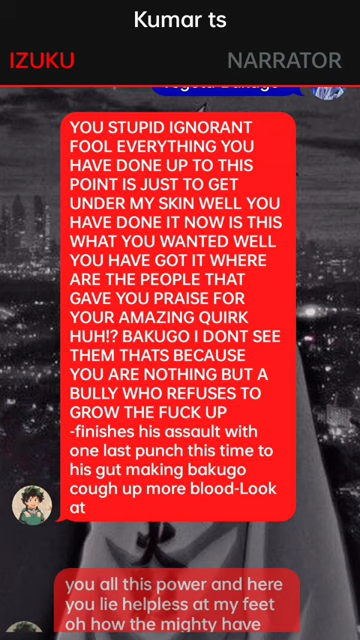 Kumar ts
IZUKU
NARRATOR
YOU STUPID IGNORANT
FOOL EVERYTHING YOU
HAVE DONE UP TO THIS
POINT IS JUST TO GET
UNDER MY SKIN WELL YOU
HAVE DONE IT NOW IS THIS
WHAT YOU WANTED WELL
YOU HAVE GOT IT WHERE
ARE THE PEOPLE THAT
GAVE YOU PRAISE FOR
YOUR AMAZING QUIRK
HUH!? BAKUGO I DONT SEE
THEM THATS BECAUSE
YOU ARE NOTHING BUT A
BULLY WHO REFUSES TO
GROW THE FUCK UP
-finishes his assault with
one last punch this time to
his gut making bakugo
cough up more blood-Look
at
you all this power and here
you lie helpless at my feet
oh how the mighty have